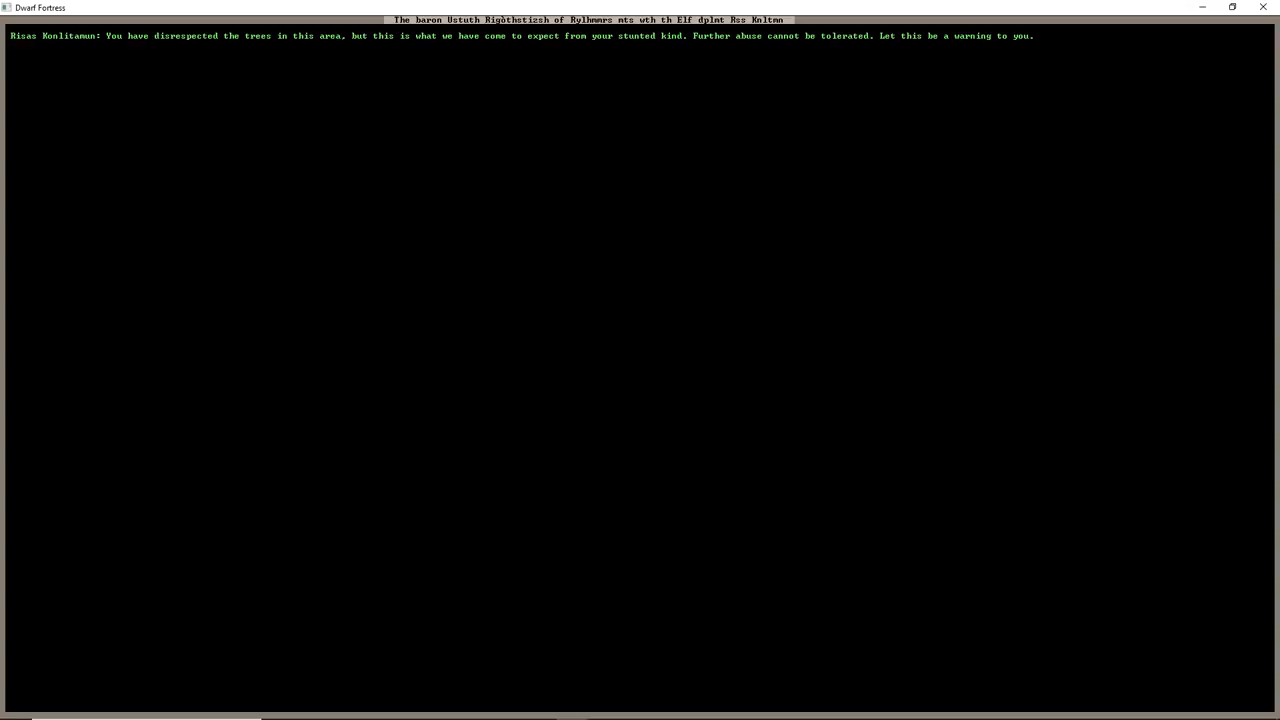 Dwarf Fortress
The baron Ustuth Rigòthstizsh of Rylhmmrs mts wth th Elf dplmt Rss Knltmn
Risas Konlitamun: You have disrespected the trees in this area, but this is what we have come to expect from your stunted kind. Further abuse cannot be tolerated. Let this be a warning to you.